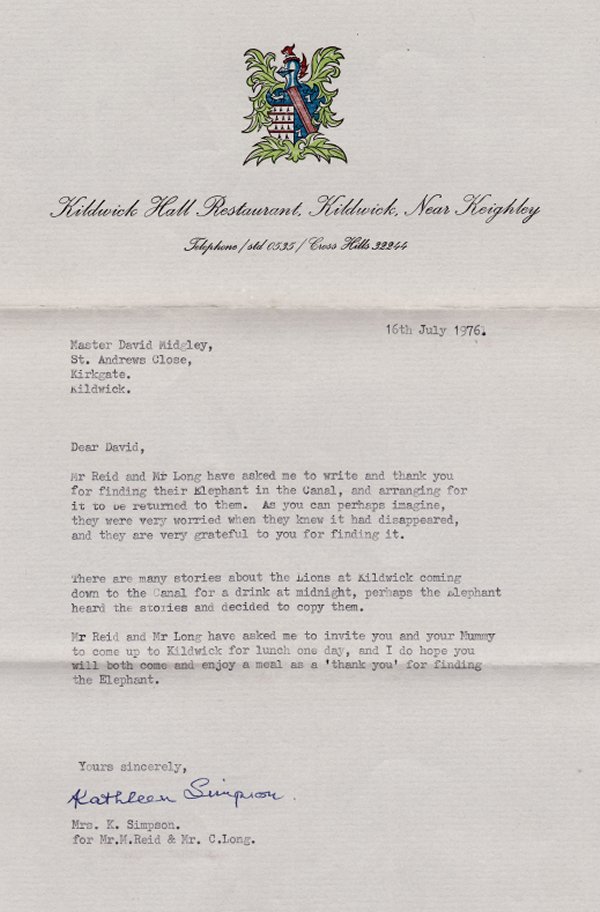 Kildwick Hall Restaurant, Kildwick, Near Keighley
Telephone / std 0535 / Cross Hills 32244
16th July 1976.
Master David Midgley,
St. Andrews Close,
Kirkgate.
Kildwick.
Dear David,
Mr Reid and Mr Long have asked me to write and thank you
for finding their Elephant in the Canal, and arranging for
it to be returned to them. As you can perhaps imagine,
they were very worried when they knew it had disappeared,
and they are very grateful to you for finding it.
There are many stories about the Lions at Kildwick coming
down to the Canal for a drink at midnight, perhaps the Elephant
heard the stories and decided to copy them.
Mr Reid and Mr Long have asked me to invite you and your Mummy
to come up to Kildwick for lunch one day, and I do hope you
will both come and enjoy a meal as a 'thank you' for finding
the Elephant.
Yours sincerely,
Kathleen Simpson.
Mrs. K. Simpson.
for Mr.M.Reid & Mr. C.Long.